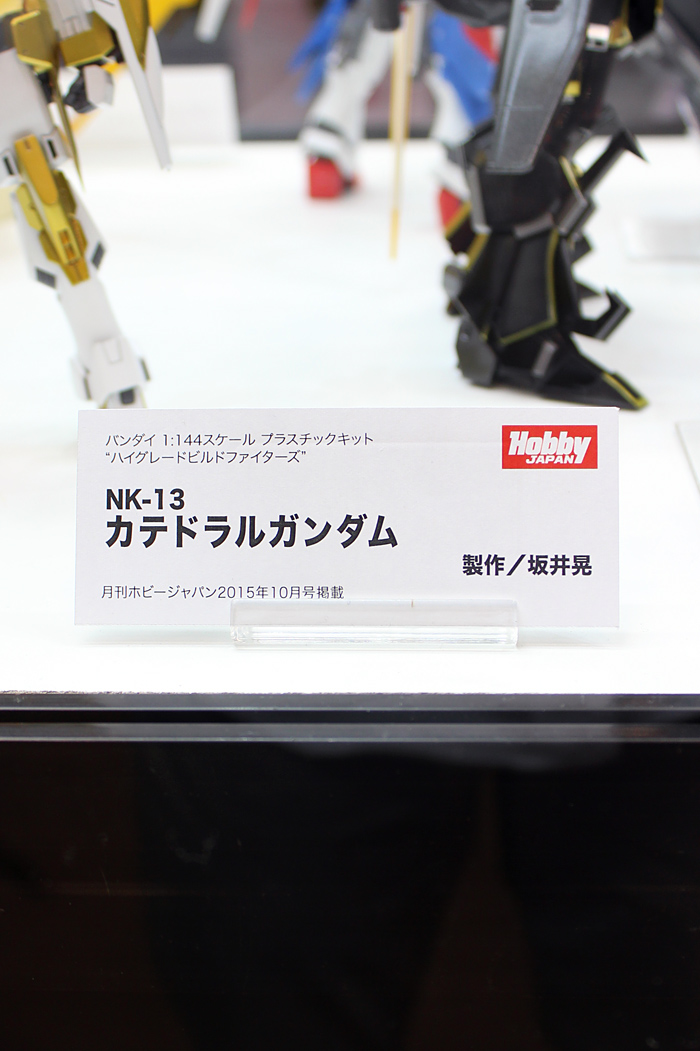 バンダイ 1:144スケール プラスチックキット
“ハイグレードビルドファイターズ”
Hobby
JAPAN
NK-13
カテドラルガンダム
製作／坂井晃
月刊ホビージャパン2015年10月号掲載